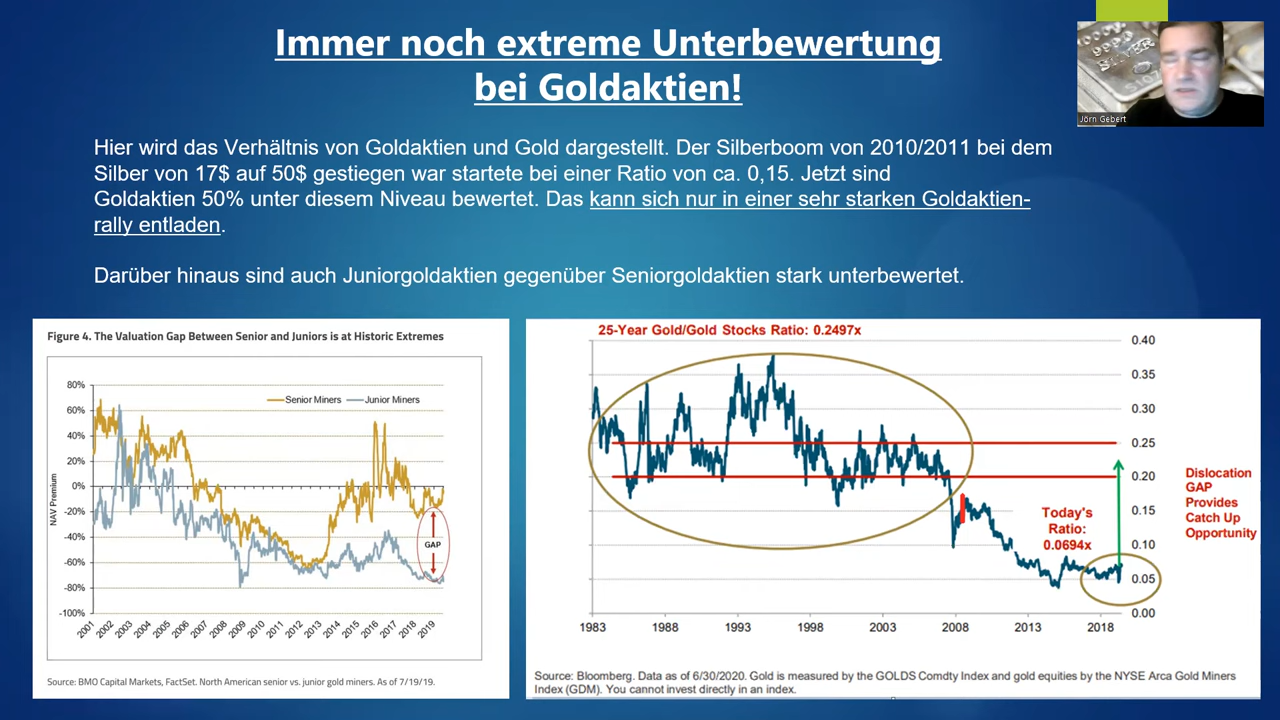 Immer noch extreme Unterbewertung
bei Goldaktien!
SILVER
Jörn Gebert
Hier wird das Verhältnis von Goldaktien und Gold dargestellt. Der Silberboom von 2010/2011 bei dem
Silber von 17$ auf 50$ gestiegen war startete bei einer Ratio von ca. 0,15. Jetzt sind
Goldaktien 50% unter diesem Niveau bewertet. Das kann sich nur in einer sehr starken Goldaktien-
rally entladen.
Darüber hinaus sind auch Juniorgoldaktien gegenüber Seniorgoldaktien stark unterbewertet.
Figure 4. The Valuation Gap Between Senior and Juniors is at Historic Extremes
Senior Miners
Junior Miners
NAV Premium
80%
60%
40%
20%
0%
-20%
-40%
-60%
-80%
-100%
GAP
2001 2002 2003 2004 2005 2006 2007 2008 2009 2010 2011 2012 2013 2014 2015 2016 2017 2018 2019
Source: BMO Capital Markets, FactSet. North American senior vs. junior gold miners. As of 7/19/19.
25-Year Gold/Gold Stocks Ratio: 0.2497x
0.40
0.35
0.30
0.25
0.20
0.15
0.10
0.05
0.00
Today's
Ratio:
0.0694x
Dislocation
GAP
Provides
Catch Up
Opportunity
1983 1988 1993 1998 2003 2008 2013 2018
Source: Bloomberg. Data as of 6/30/2020. Gold is measured by the GOLDS Comdty Index and gold equities by the NYSE Arca Gold Miners
Index (GDM). You cannot invest directly in an index.